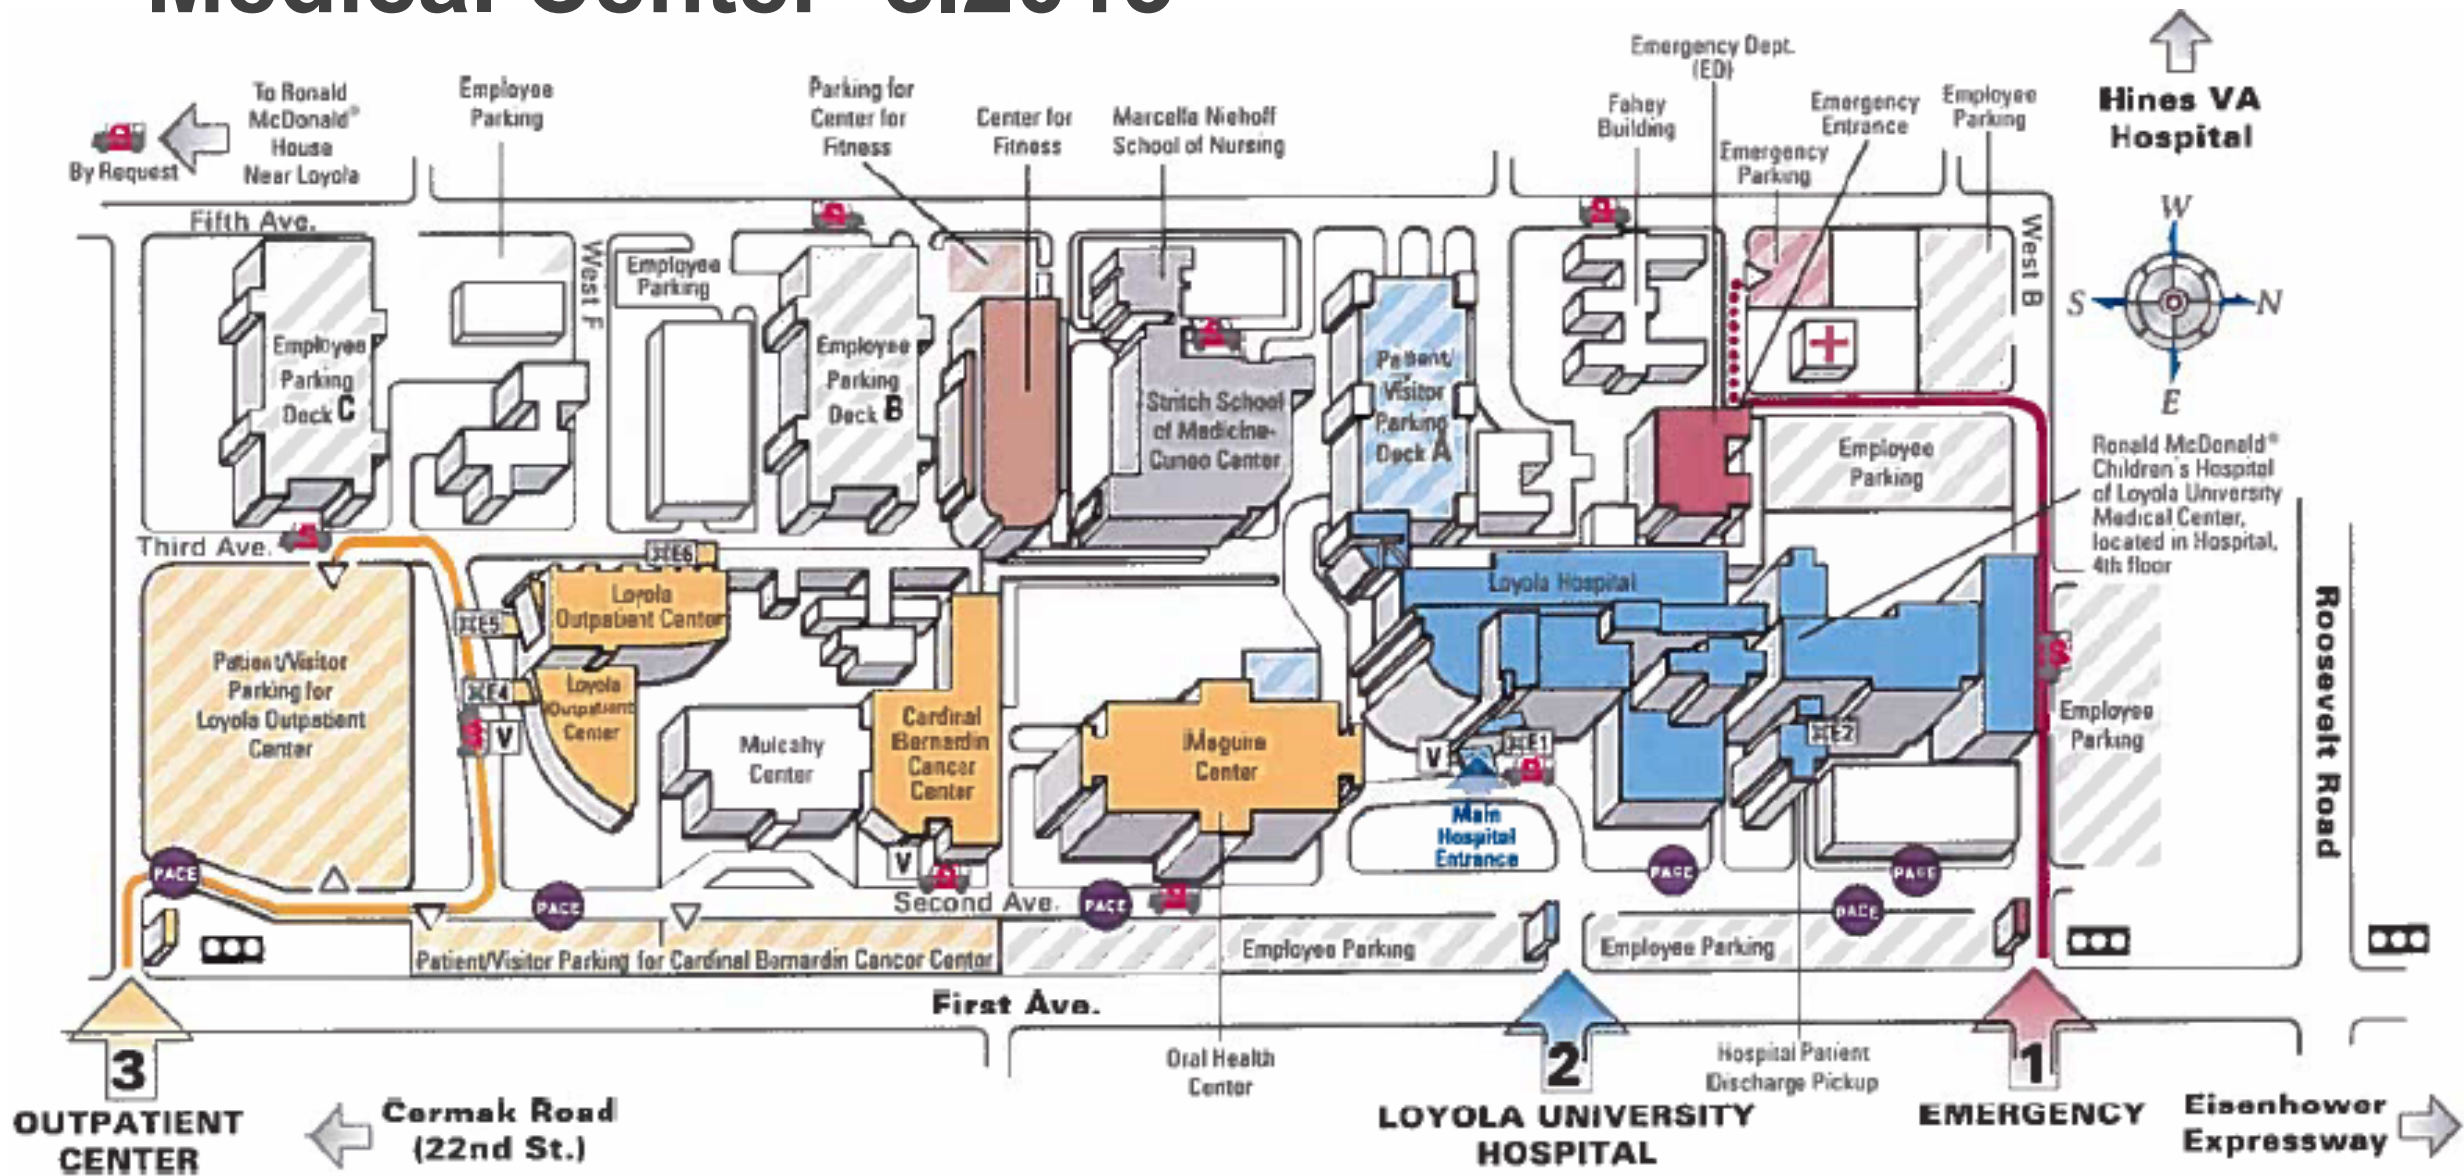 To Ronald
McDonald®
House
Near Loyola
By Request
Employee
Parking
Parking for
Center for
Fitness
Center for
Fitness
Marcella Niehoff
School of Nursing
Emergency Dept.
(ED)
Fahey
Building
Emergency
Parking
Emergency
Entrance
Employee
Parking
Hines VA
Hospital
Fifth Ave.
West F
West B
W
S
N
E
Employee
Parking
Employee
Parking
Deck C
Employee
Parking
Deck B
Stritch School
of Medicine-
Cuneo Center
Patient/
Visitor
Parking
Deck A
Employee
Parking
Ronald McDonald®
Children's Hospital
of Loyola University
Medical Center,
located in Hospital,
4th floor
Third Ave.
E6
E5
E4
V
Loyola
Outpatient Center
Loyola
Outpatient
Center
Patient/Visitor
Parking for
Loyola Outpatient
Center
Mulcahy
Center
Cardinal
Bernardin
Cancer
Center
V
Maguire
Center
Loyola Hospital
V
E1
E2
Main
Hospital
Entrance
Employee
Parking
Roosevelt Road
PACE
PACE
PACE
PACE
PACE
PACE
Second Ave.
Patient/Visitor Parking for Cardinal Bernardin Cancer Center
Employee Parking
Employee Parking
First Ave.
Oral Health
Center
Hospital Patient
Discharge Pickup
3
OUTPATIENT
CENTER
Cermak Road
(22nd St.)
2
LOYOLA UNIVERSITY
HOSPITAL
1
EMERGENCY
Eisenhower
Expressway